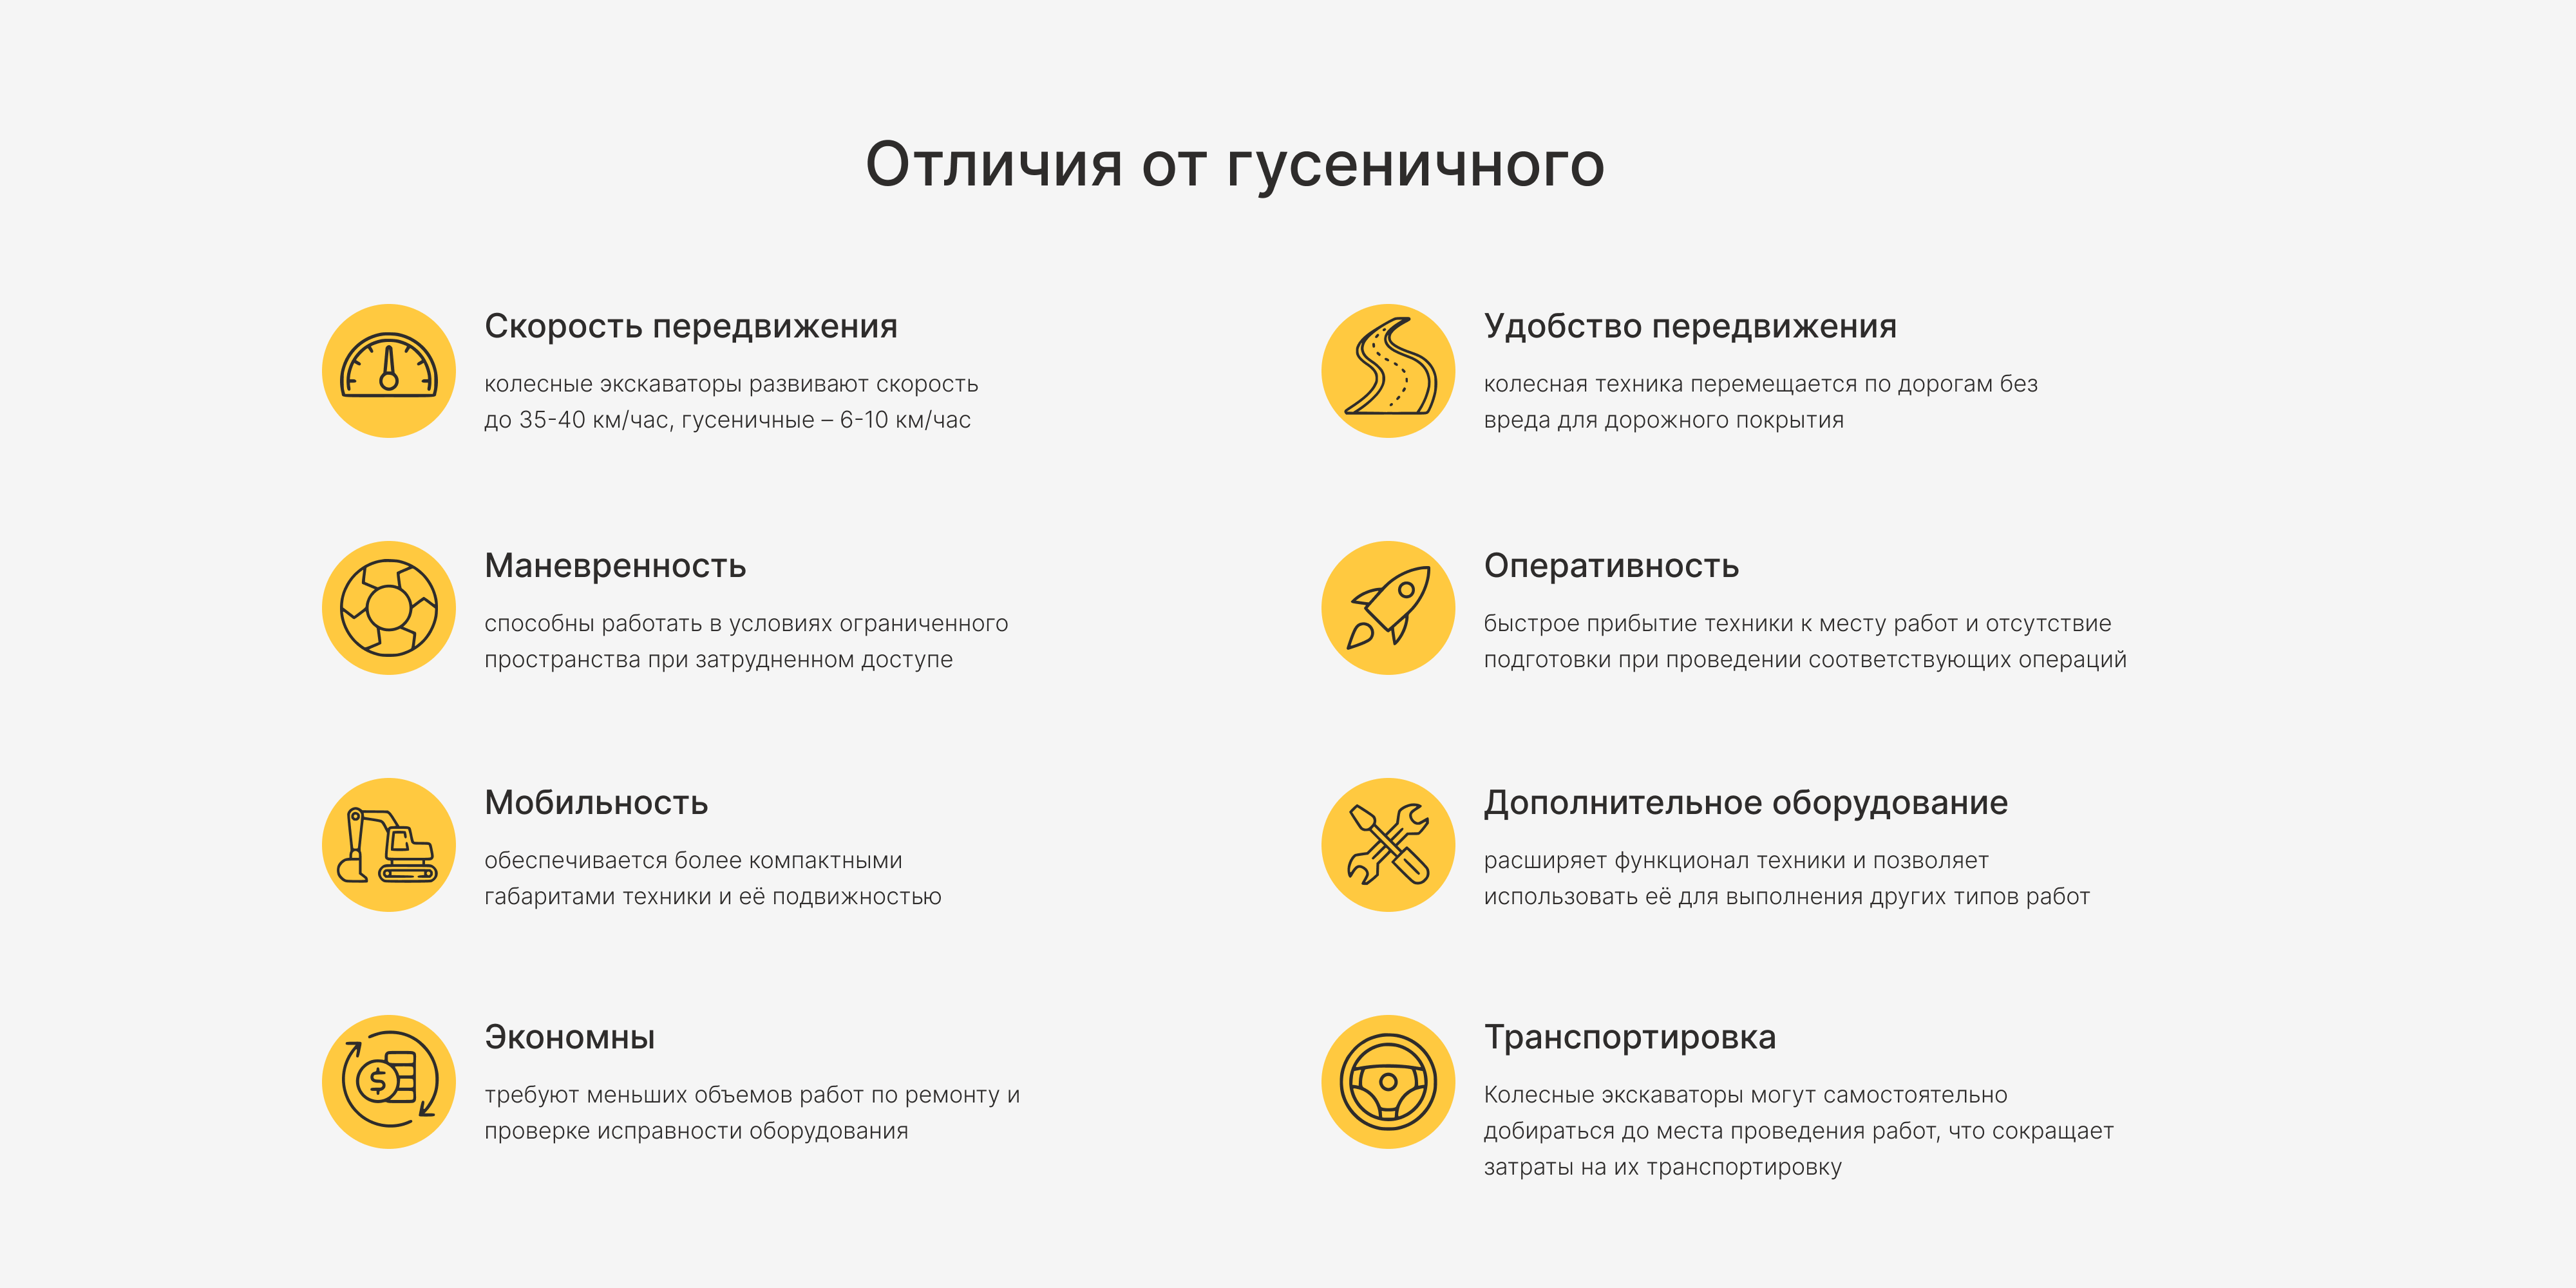 Отличия от гусеничного
Скорость передвижения
колесные экскаваторы развивают скорость
до 35-40 км/час, гусеничные – 6-10 км/час
Удобство передвижения
колесная техника перемещается по дорогам без
вреда для дорожного покрытия
Маневренность
способны работать в условиях ограниченного
пространства при затрудненном доступе
Оперативность
быстрое прибытие техники к месту работ и отсутствие
подготовки при проведении соответствующих операций
Мобильность
обеспечивается более компактными
габаритами техники и её подвижностью
Дополнительное оборудование
расширяет функционал техники и позволяет
использовать её для выполнения других типов работ
Экономны
требуют меньших объемов работ по ремонту и
проверке исправности оборудования
Транспортировка
Колесные экскаваторы могут самостоятельно
добираться до места проведения работ, что сокращает
затраты на их транспортировку